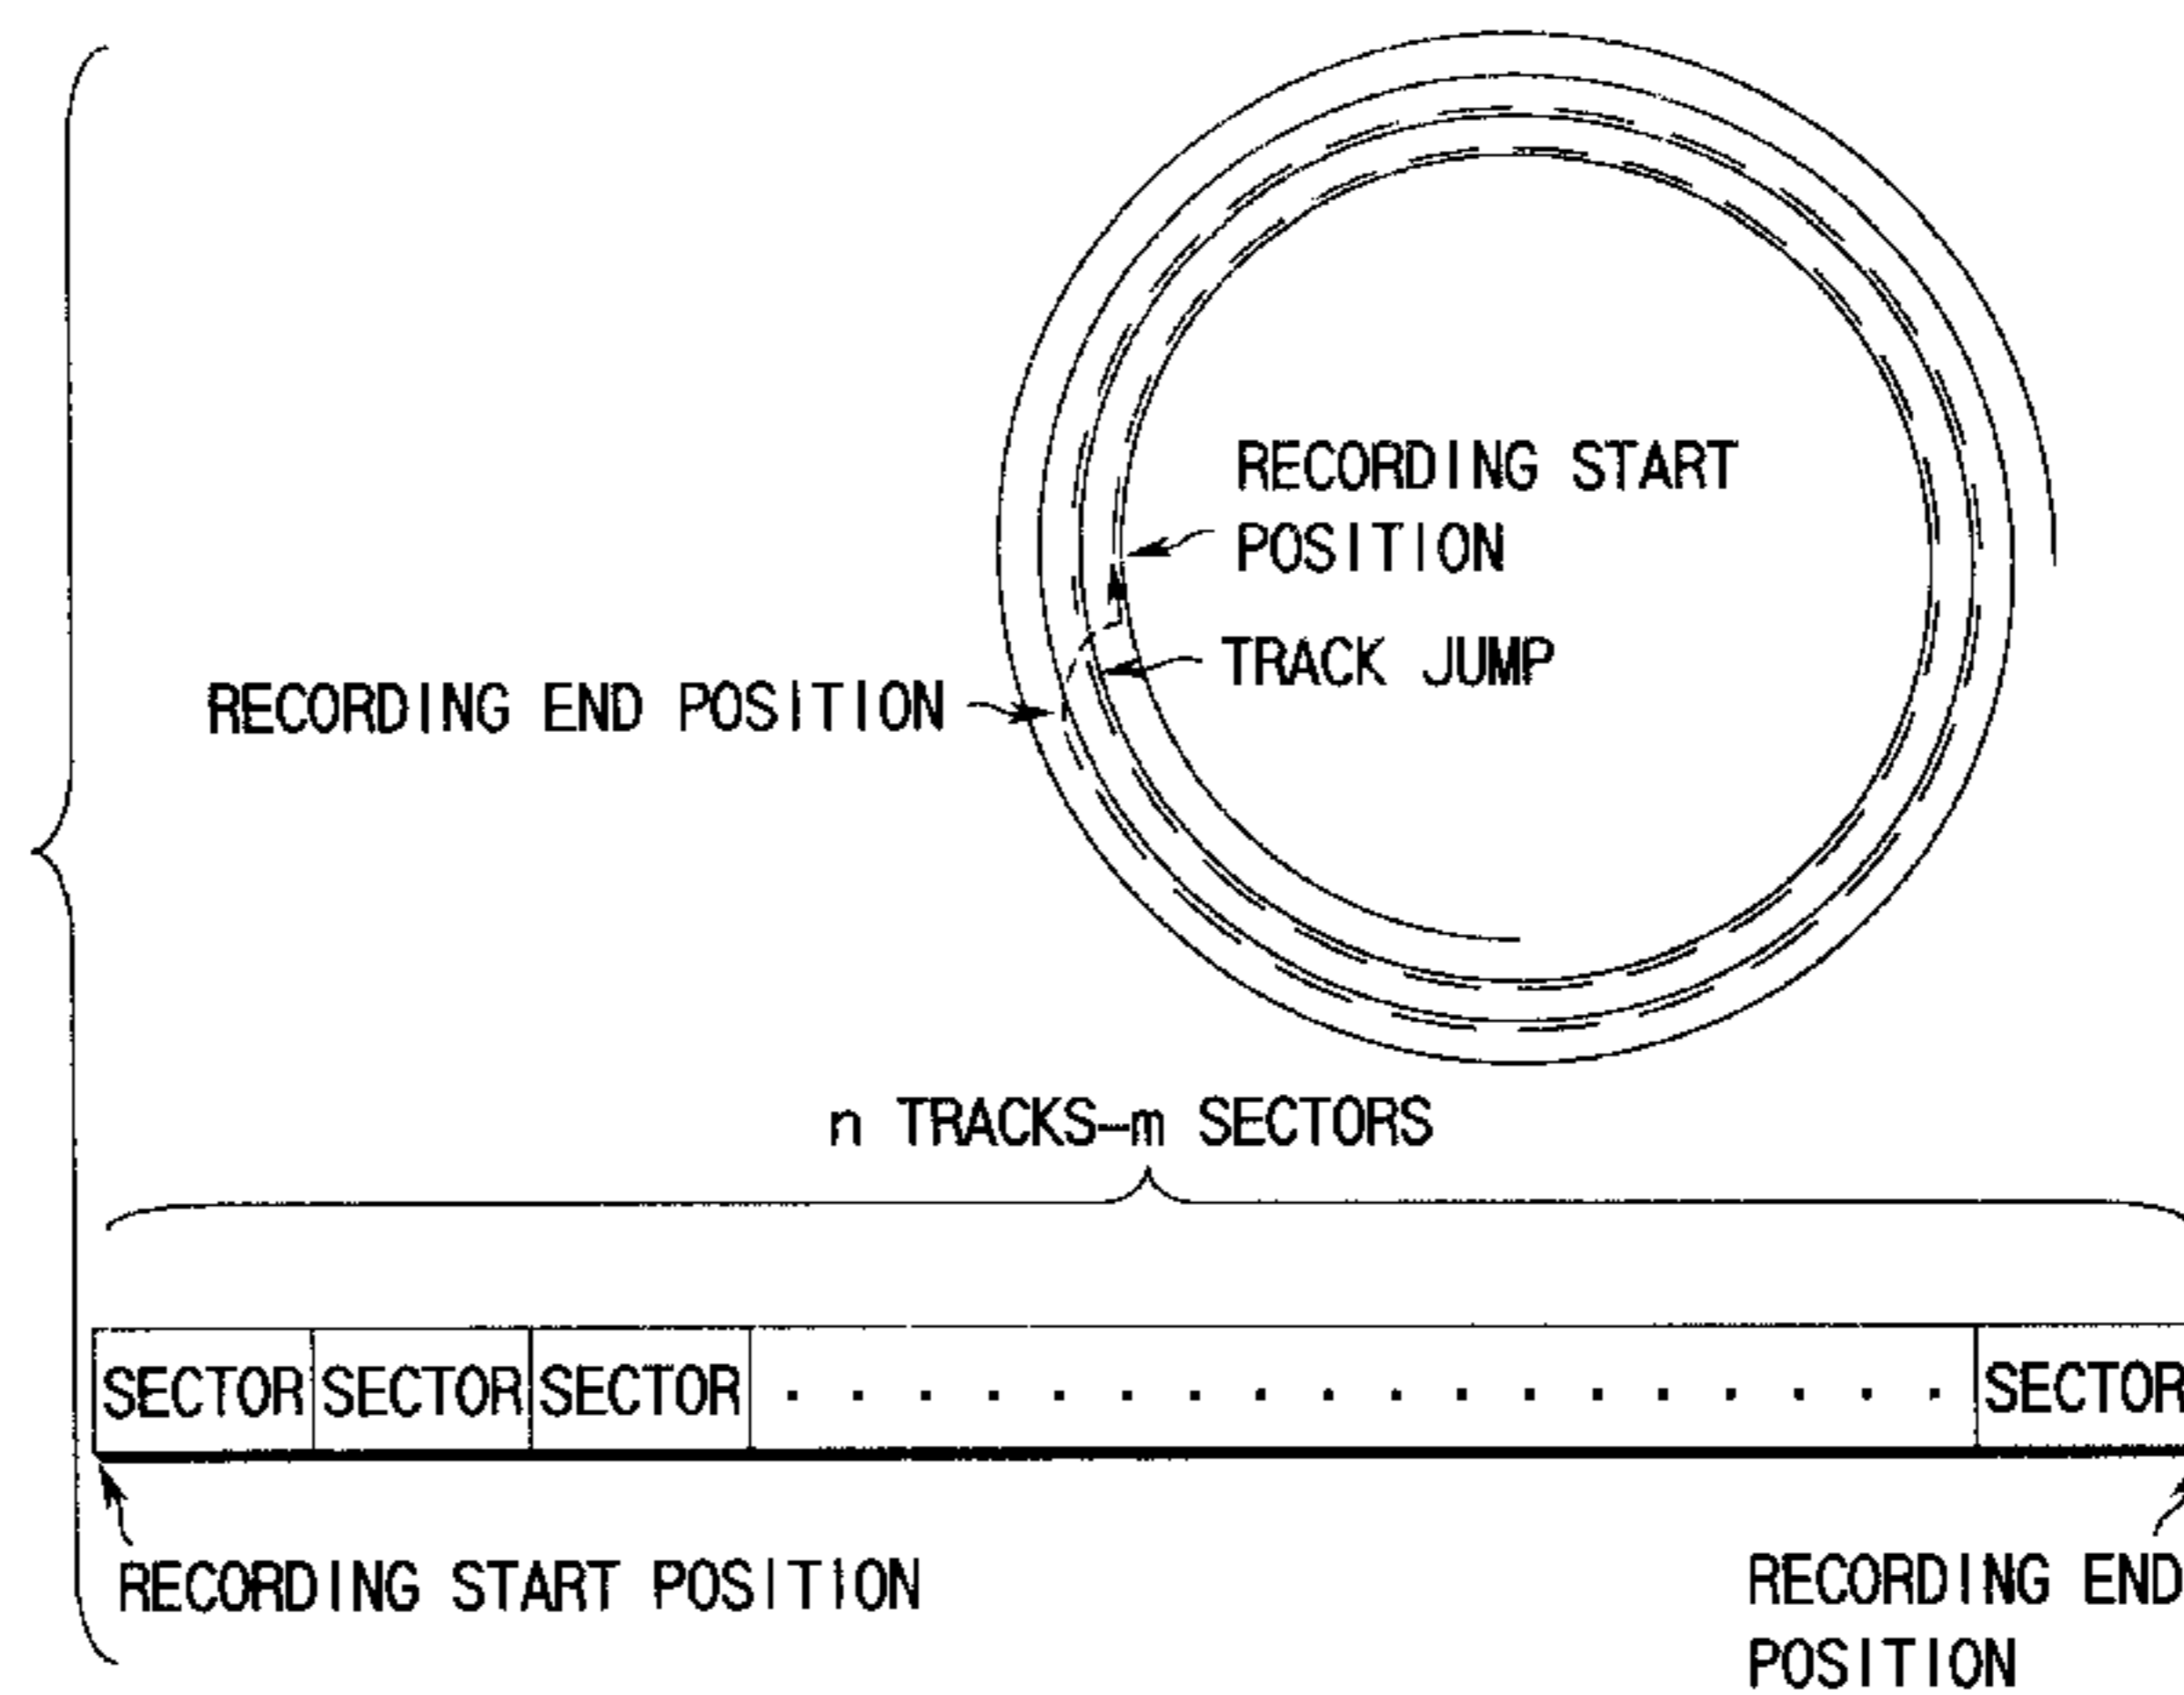 RECORDING START
POSITION
TRACK JUMP
RECORDING END POSITION
n TRACKS-m SECTORS
SECTOR SECTOR SECTOR . . . . . . . . . . . . . . . . . . SECTOR
RECORDING START POSITION
RECORDING END
POSITION